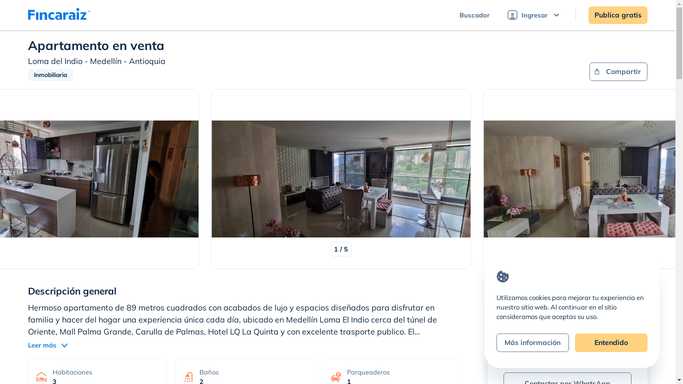 Fincaraiz
Buscador
Ingresar
Publica gratis
Apartamento en venta
Loma del Indio - Medellín - Antioquia
Inmobiliaria
Compartir
1 / 5
Descripción general
Hermoso apartamento de 89 metros cuadrados con acabados de lujo y espacios diseñados para disfrutar en
familia y hacer del hogar una experiencia única cada día, ubicado en Medellín Loma El Indio cerca del túnel de
Oriente, Mall Palma Grande, Carulla de Palmas, Hotel LQ La Quinta y con excelente trasporte publico. El...
Leer más
Habitaciones
3
Baños
2
Parqueaderos
1
Utilizamos cookies para mejorar tu experiencia en
nuestro sitio web. Al continuar en el sitio
consideramos que aceptas su uso.
Más información
Entendido
Contactar por WhatsApp